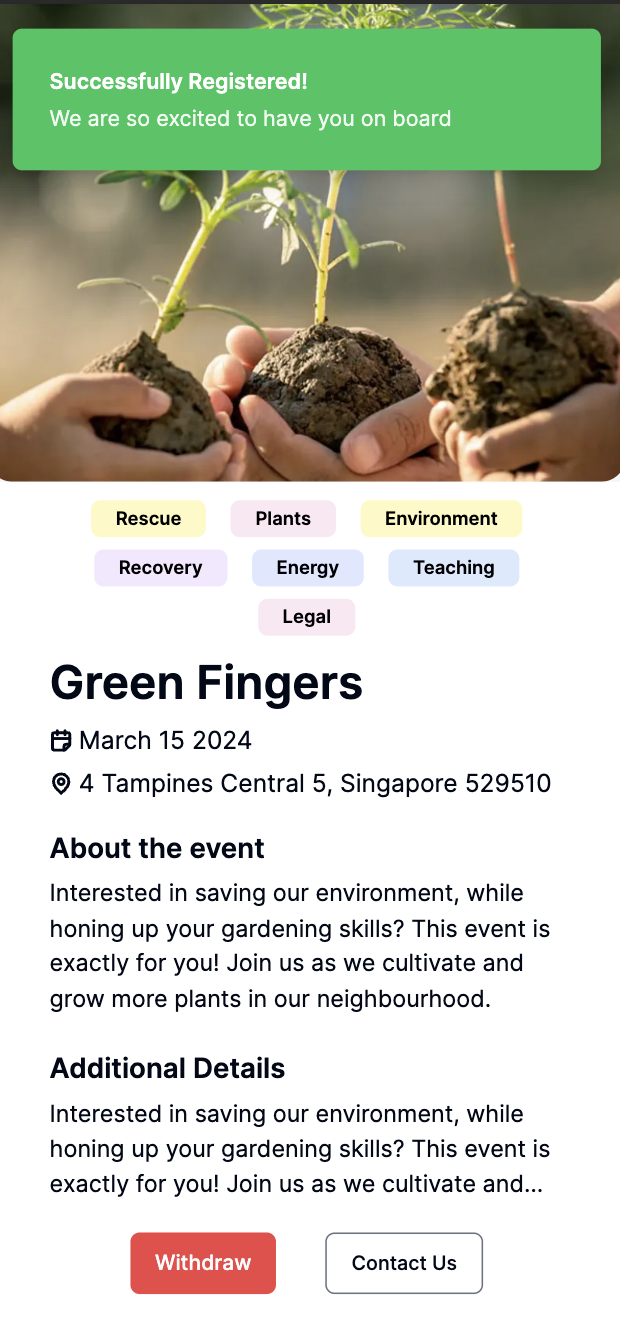 Successfully Registered!
We are so excited to have you on board
Rescue Plants Environment
Recovery Energy Teaching
Legal
Green Fingers
March 15 2024
4 Tampines Central 5, Singapore 529510
About the event
Interested in saving our environment, while
honing up your gardening skills? This event is
exactly for you! Join us as we cultivate and
grow more plants in our neighbourhood.
Additional Details
Interested in saving our environment, while
honing up your gardening skills? This event is
exactly for you! Join us as we cultivate and...
Withdraw Contact Us